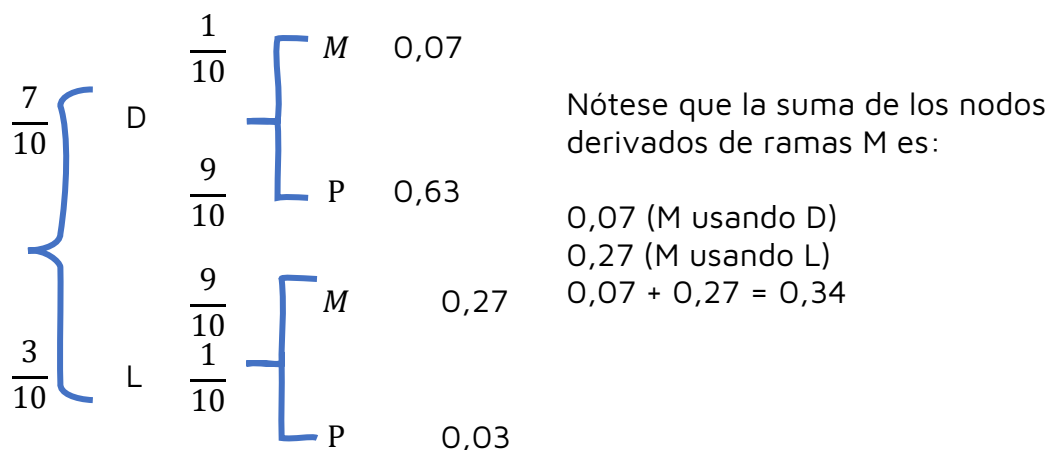 1/10 M 0,07
7/10 D
9/10 P 0,63
9/10 M 0,27
3/10 L 1/10
P 0,03
Nótese que la suma de los nodos
derivados de ramas M es:
0,07 (M usando D)
0,27 (M usando L)
0,07 + 0,27 = 0,34